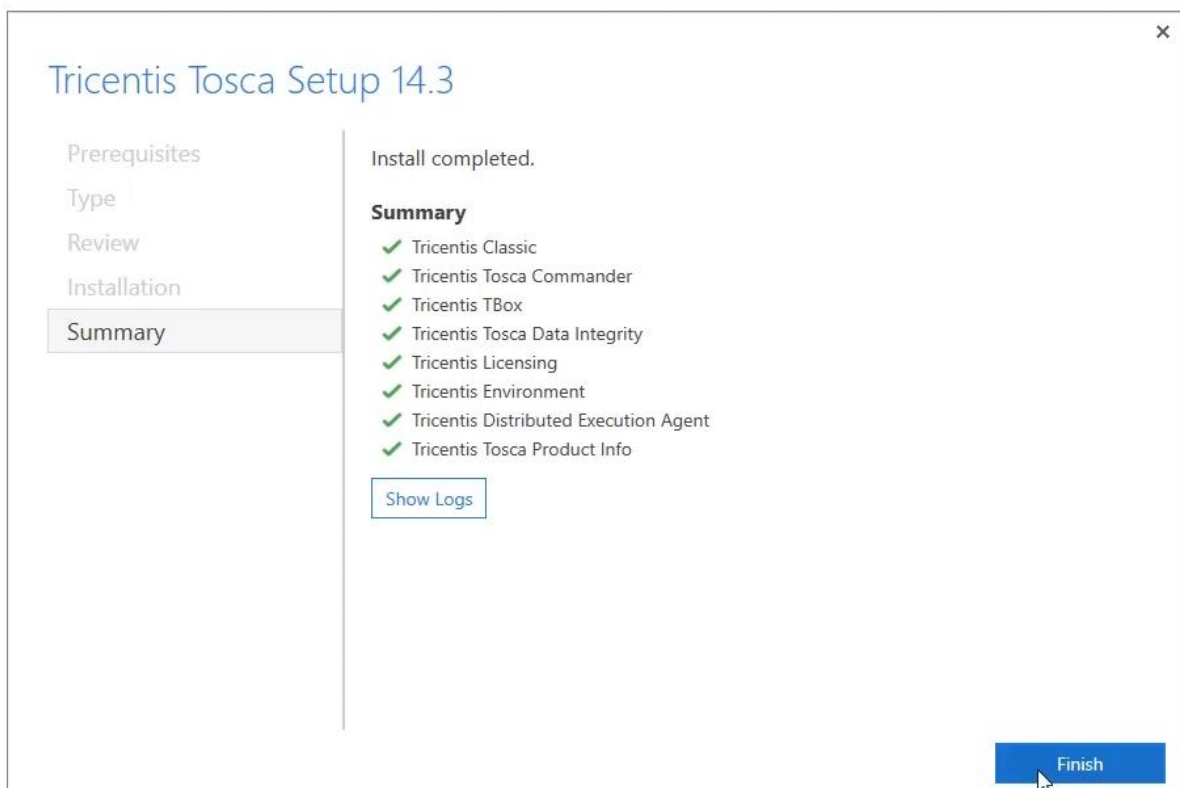 Tricentis Tosca Setup 14.3
Prerequisites
Type
Review
Installation
Summary
Install completed.
Summary
Tricentis Classic
Tricentis Tosca Commander
Tricentis TBox
Tricentis Tosca Data Integrity
Tricentis Licensing
Tricentis Environment
Tricentis Distributed Execution Agent
Tricentis Tosca Product Info
Show Logs
Finish